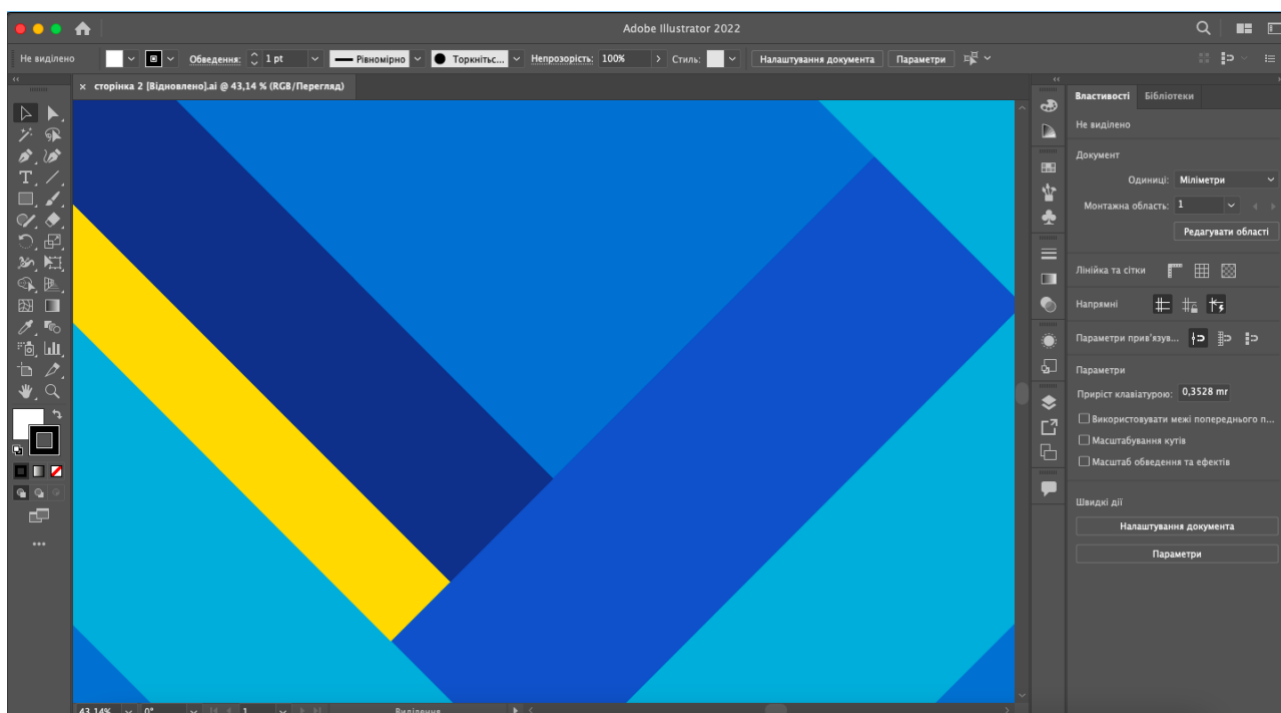 Adobe Illustrator 2022
Не виділено Обведення: 1 pt Рівномірно Торкнітьс... Непрозорість: 100% Стиль: Налаштування документа Параметри
× сторінка 2 [Відновлено].ai @ 43,14 % (RGB/Перегляд)
Властивості Бібліотеки
Не виділено
Документ
Одиниці: Міліметри
Монтажна область: 1
Редагувати області
Лінійка та сітки
Напрямні
Параметри прив'язув...
Параметри
Приріст клавіатурою: 0,3528 mr
Використовувати межі попереднього п...
Масштабування кутів
Масштаб обведення та ефектів
Швидкі дії
Налаштування документа
Параметри
43,14% 0° 1 Виділення